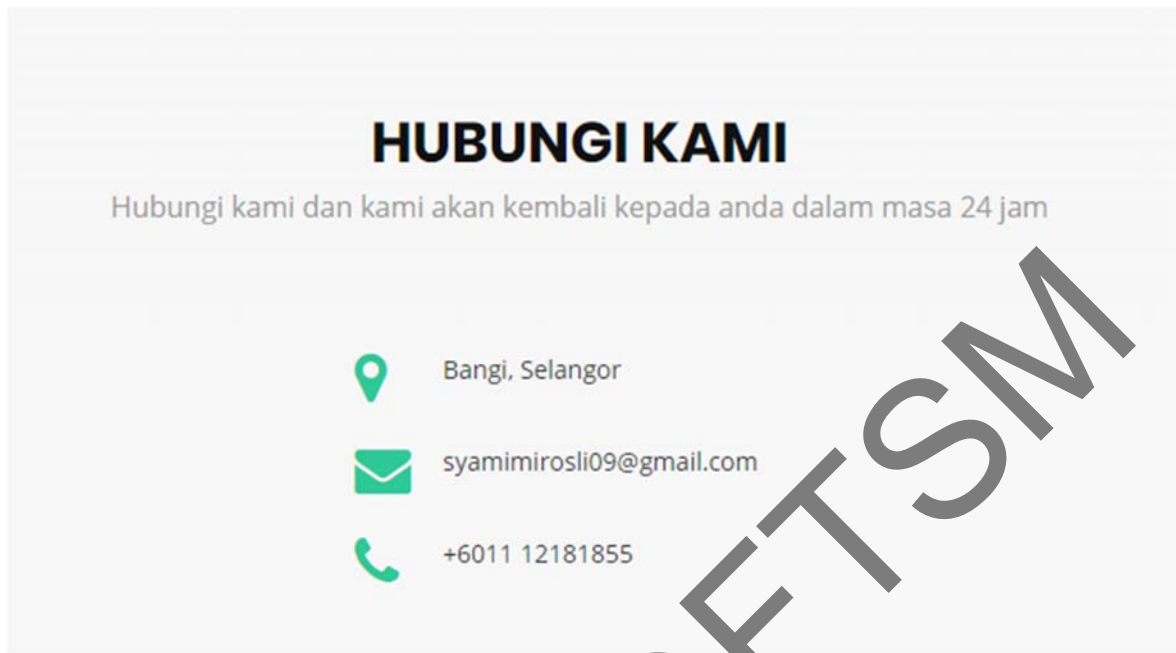 HUBUNGI KAMI
Hubungi kami dan kami akan kembali kepada anda dalam masa 24 jam
Bangi, Selangor
syamimirosli09@gmail.com
+6011 12181855
FTSM